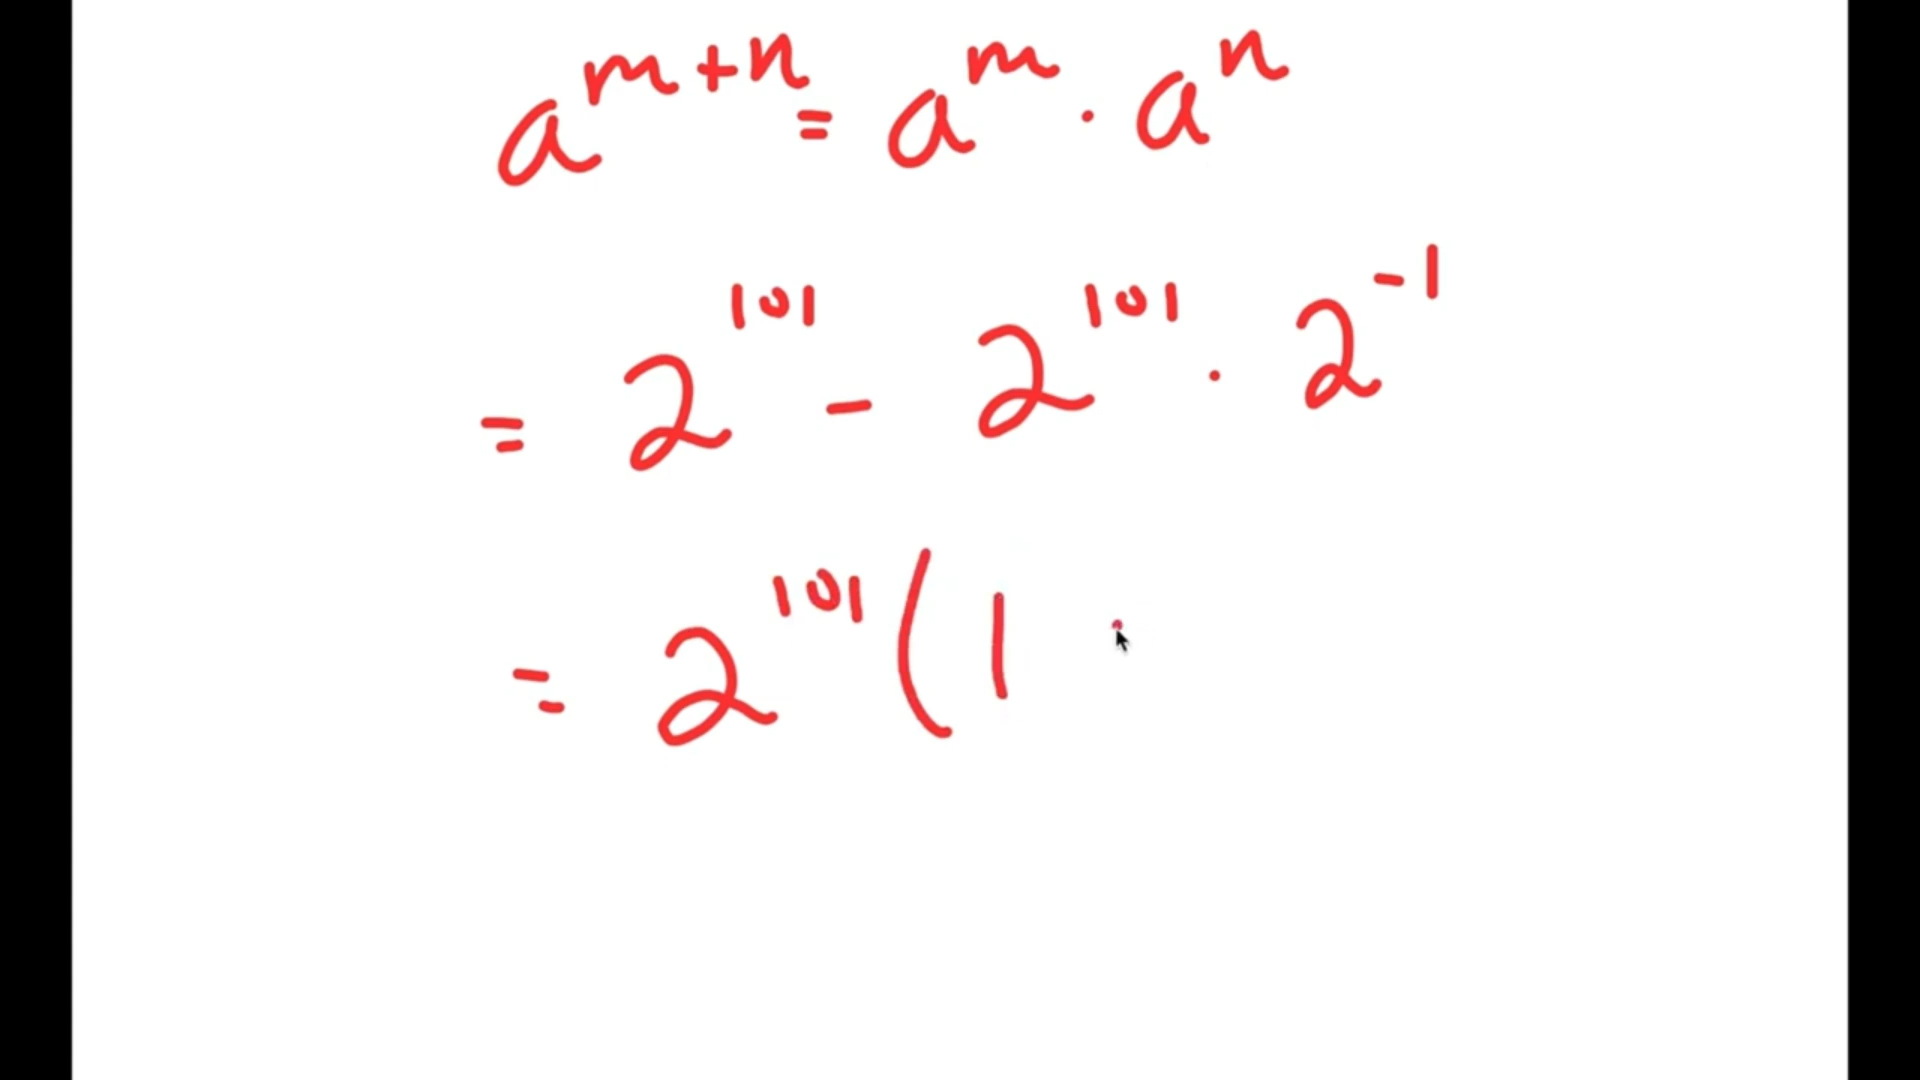 a^{m+n} = a^m · a^n
= 2^{101} - 2^{101} · 2^{-1}
= 2^{101} ( 1